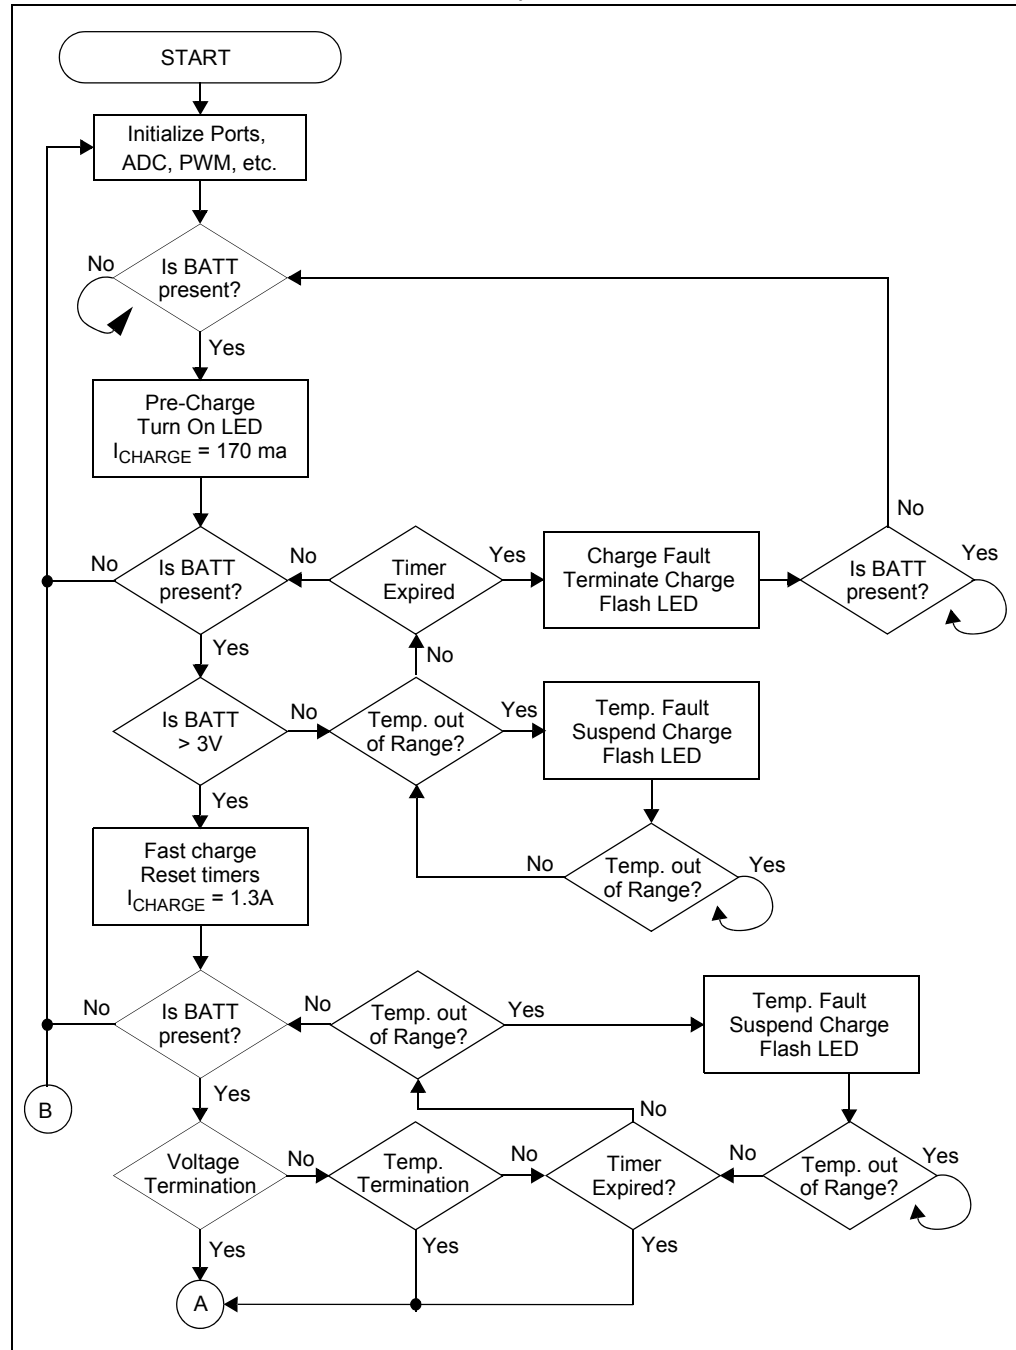 START
Initialize Ports,
ADC, PWM, etc.
No
Is BATT
present?
Yes
Pre-Charge
Turn On LED
ICHARGE = 170 ma
No
Is BATT
present?
No
Timer
Expired
Yes
Charge Fault
Terminate Charge
Flash LED
No
Is BATT
present?
Yes
Yes
No
Is BATT
> 3V
No
Temp. out
of Range?
Yes
Temp. Fault
Suspend Charge
Flash LED
Yes
Fast charge
Reset timers
ICHARGE = 1.3A
No
Temp. out
of Range?
Yes
No
Is BATT
present?
No
Temp. out
of Range?
Yes
Temp. Fault
Suspend Charge
Flash LED
B
Yes
No
Voltage
Termination
No
Temp.
Termination
No
Timer
Expired?
No
Temp. out
of Range?
Yes
Yes
Yes
Yes
A